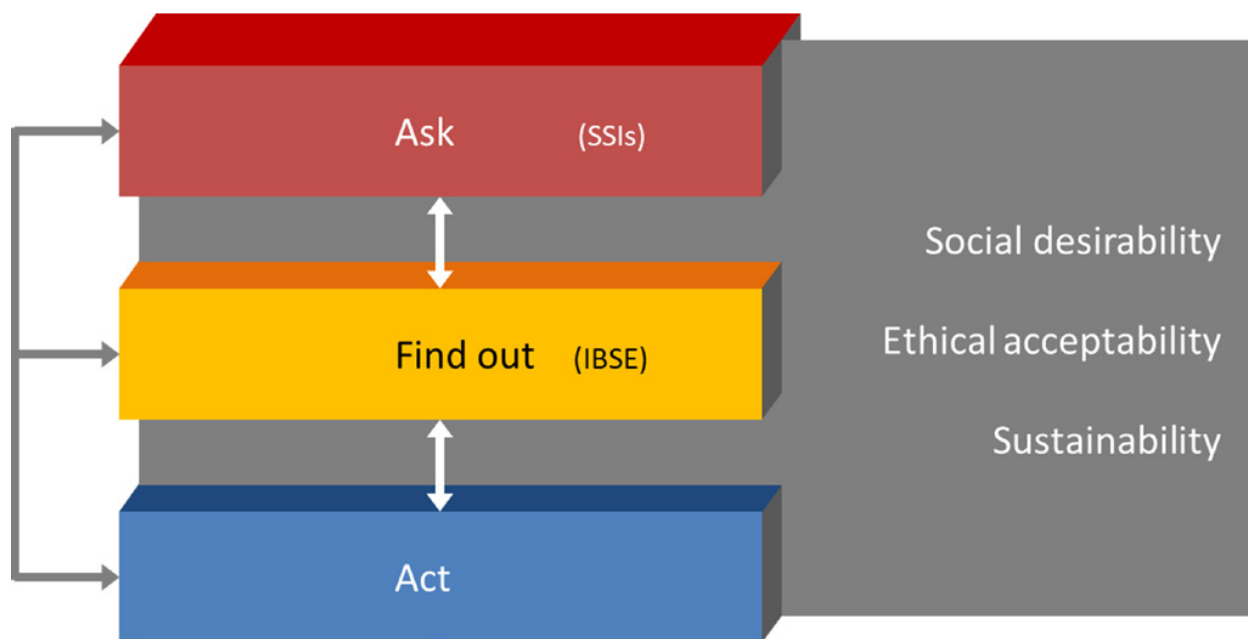 Ask (SSIs)
Social desirability
Find out (IBSE)
Ethical acceptability
Sustainability
Act